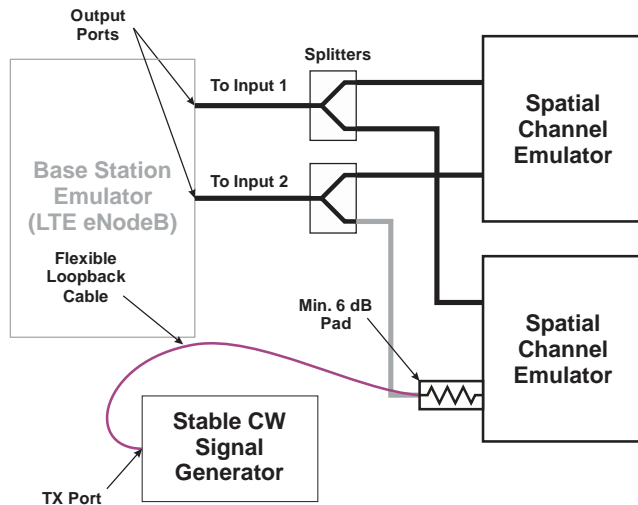 Output
Ports
Splitters
To Input 1
Spatial
Channel
Emulator
Base Station
Emulator
(LTE eNodeB)
To Input 2
Flexible
Loopback
Cable
Min. 6 dB
Pad
Spatial
Channel
Emulator
Stable CW
Signal
Generator
TX Port